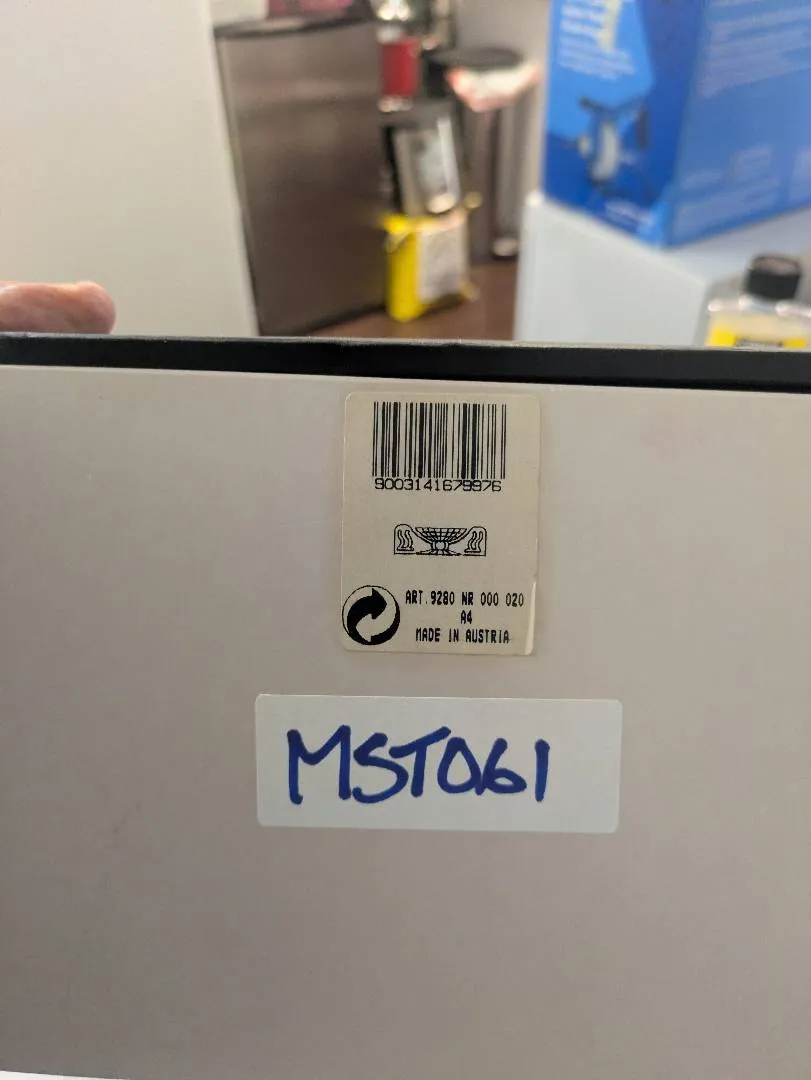 9003141679976
ART.9280 NR 000 020
A4
MADE IN AUSTRIA
MST061